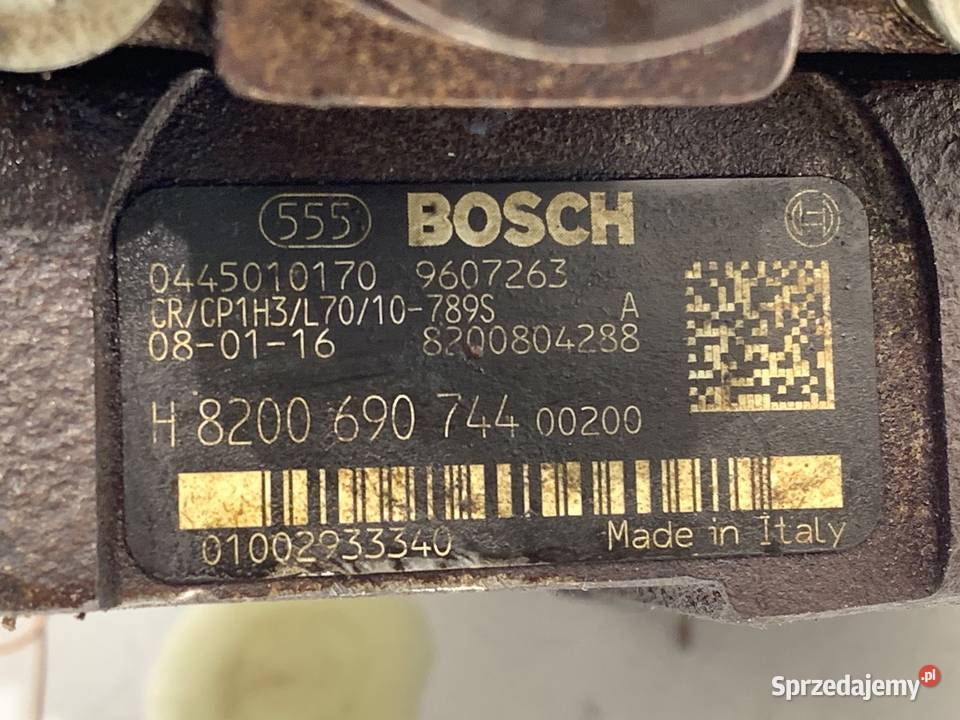 555 BOSCH
0445010170 9607263
CR/CP1H3/L70/10-789S A
08-01-16 8200804288
H 8200 690 744 00200
01002933340 Made in Italy
Sprzedajemy.pl